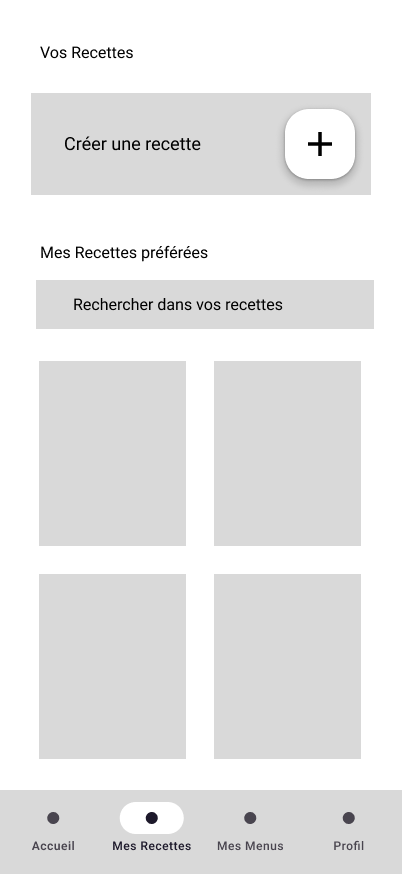 Vos Recettes
Créer une recette
Mes Recettes préférées
Rechercher dans vos recettes
Accueil
Mes Recettes
Mes Menus
Profil